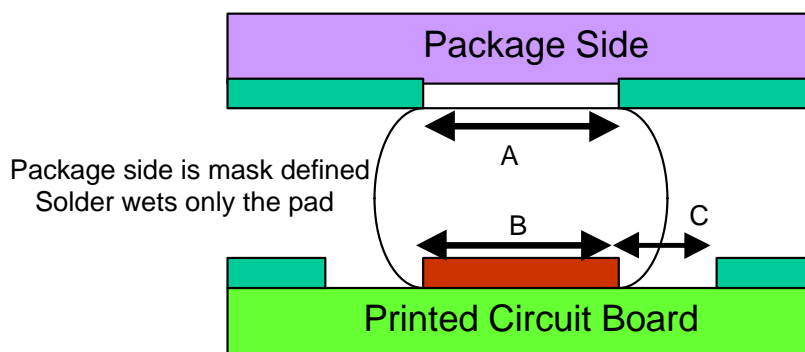 Package Side
A
Package side is mask defined
Solder wets only the pad
B
C
Printed Circuit Board